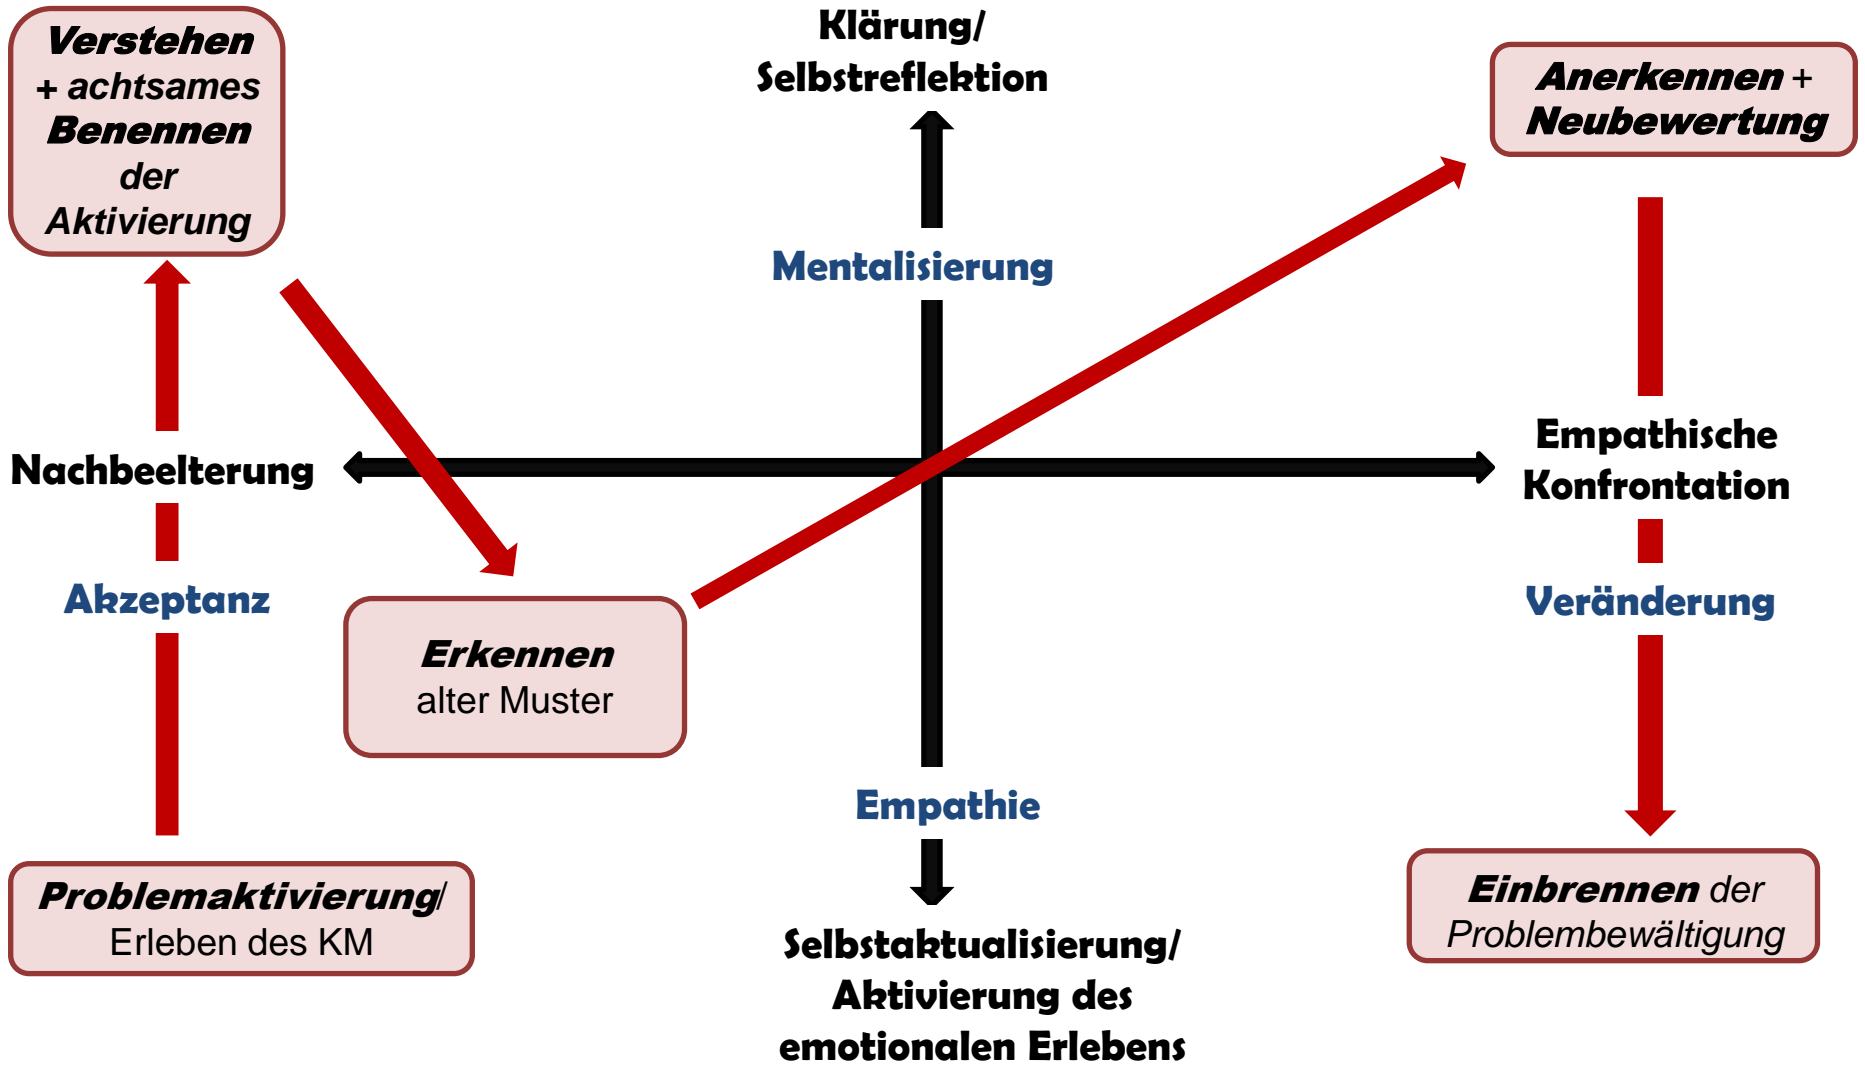 Verstehen
+ achtsames
Benennen
der
Aktivierung
Klärung/
Selbstreflektion
Anerkennen +
Neubewertung
Mentalisierung
Nachbeelterung
Empathische
Konfrontation
Akzeptanz
Veränderung
Erkennen
alter Muster
Empathie
Problemaktivierung/
Erleben des KM
Einbrennen der
Problembewältigung
Selbstaktualisierung/
Aktivierung des
emotionalen Erlebens